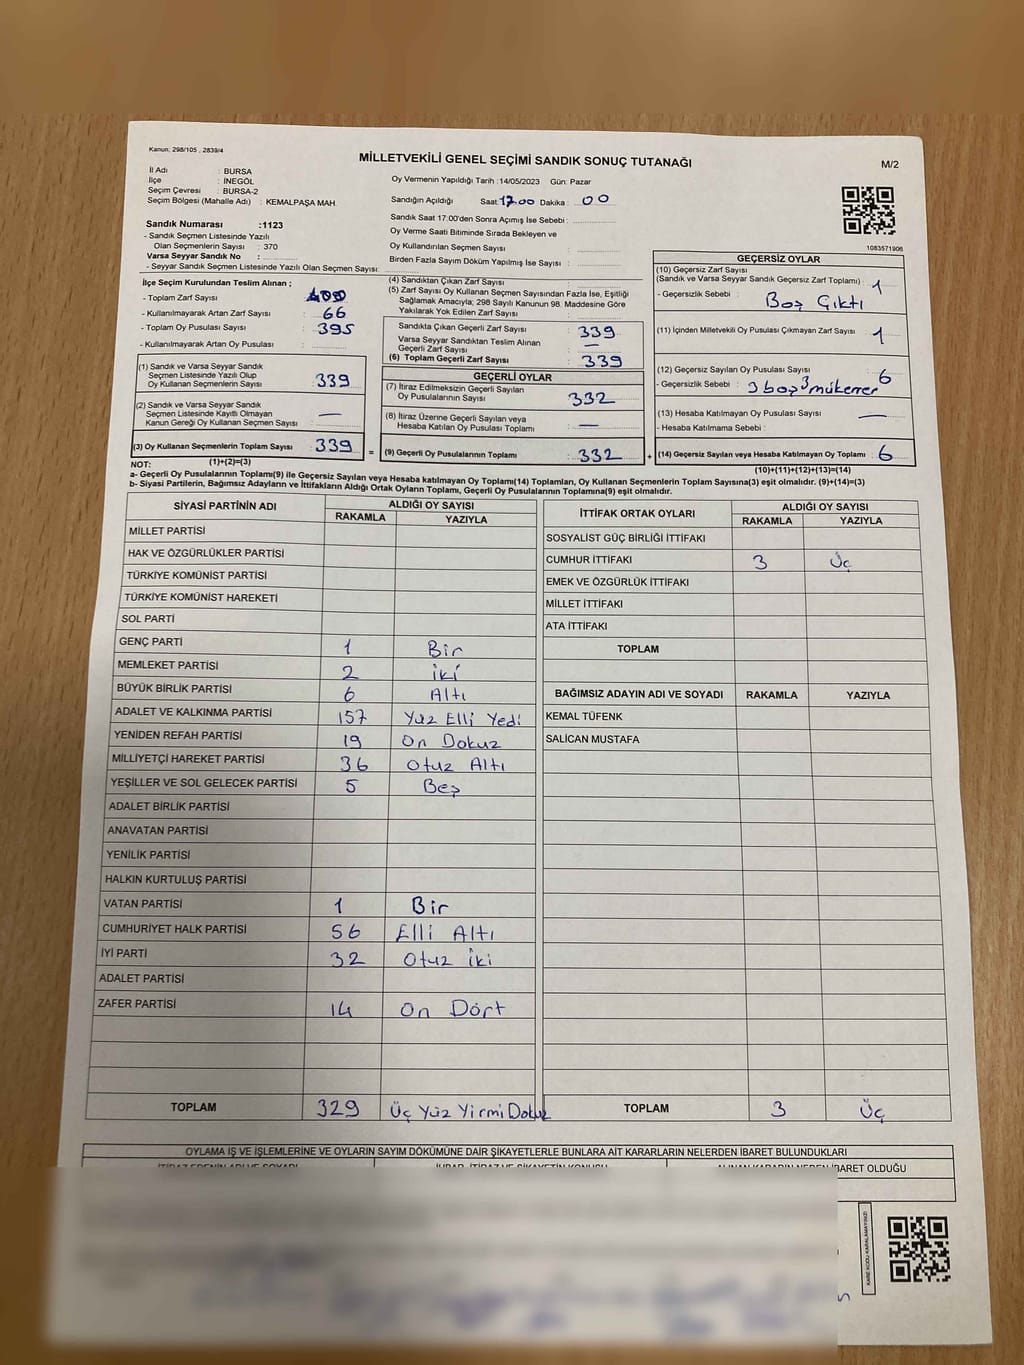 Kanun: 298/105 , 2839/4
MİLLETVEKİLİ GENEL SEÇİMİ SANDIK SONUÇ TUTANAĞI
M/2
İl Adı : BURSA
İlçe : İNEGÖL
Seçim Çevresi : BURSA-2
Seçim Bölgesi (Mahalle Adı) : KEMALPAŞA MAH.
Oy Vermenin Yapıldığı Tarih :14/05/2023 Gün: Pazar
Sandığın Açıldığı Saat: 17.00 Dakika : 00
Sandık Saat 17:00'den Sonra Açımış İse Sebebi :
Oy Verme Saati Bitiminde Sırada Bekleyen ve
Oy Kullandırılan Seçmen Sayısı :
Birden Fazla Sayım Döküm Yapılmış İse Sayısı :
1083571906
Sandık Numarası :1123
- Sandık Seçmen Listesinde Yazılı
Olan Seçmenlerin Sayısı : 370
Varsa Seyyar Sandık No :
- Seyyar Sandık Seçmen Listesinde Yazılı Olan Seçmen Sayısı:
İlçe Seçim Kurulundan Teslim Alınan ;
- Toplam Zarf Sayısı : 400
- Kullanılmayarak Artan Zarf Sayısı : 66
- Toplam Oy Pusulası Sayısı : 395
- Kullanılmayarak Artan Oy Pusulası :
(1) Sandık ve Varsa Seyyar Sandık
Seçmen Listesinde Yazılı Olup
Oy Kullanan Seçmenlerin Sayısı : 339
(2) Sandık ve Varsa Seyyar Sandık
Seçmen Listesinde Kayıtlı Olmayan
Kanun Gereği Oy Kullanan Seçmen Sayısı : —
(3) Oy Kullanan Seçmenlerin Toplam Sayısı : 339
(1)+(2)=(3)
(4) Sandıktan Çıkan Zarf Sayısı :
(5) Zarf Sayısı Oy Kullanan Seçmen Sayısından Fazla İse, Eşitliği
Sağlamak Amacıyla; 298 Sayılı Kanunun 98. Maddesine Göre
Yakılarak Yok Edilen Zarf Sayısı :
Sandıkta Çıkan Geçerli Zarf Sayısı : 339
Varsa Seyyar Sandıktan Teslim Alınan
Geçerli Zarf Sayısı : —
(6) Toplam Geçerli Zarf Sayısı : 339
GEÇERLİ OYLAR
(7) İtiraz Edilmeksizin Geçerli Sayılan
Oy Pusulalarının Sayısı : 332
(8) İtiraz Üzerine Geçerli Sayılan veya
Hesaba Katılan Oy Pusulası Toplamı : —
= (9) Geçerli Oy Pusulalarının Toplamı : 332
GEÇERSİZ OYLAR
(10) Geçersiz Zarf Sayısı
(Sandık ve Varsa Seyyar Sandık Geçersiz Zarf Toplamı) : 1
- Geçersizlik Sebebi : Boş Çıktı
(11) İçinden Milletvekili Oy Pusulası Çıkmayan Zarf Sayısı : 1
(12) Geçersiz Sayılan Oy Pusulası Sayısı : 6
- Geçersizlik Sebebi : 3 boş 3 mükerrer
(13) Hesaba Katılmayan Oy Pusulası Sayısı : —
- Hesaba Katılmama Sebebi :
+ (14) Geçersiz Sayılan veya Hesaba Katılmayan Oy Toplamı : 6
(10)+(11)+(12)+(13)=(14)
NOT:
a- Geçerli Oy Pusulalarının Toplamı(9) ile Geçersiz Sayılan veya Hesaba katılmayan Oy Toplamı(14) Toplamları, Oy Kullanan Seçmenlerin Toplam Sayısına(3) eşit olmalıdır. (9)+(14)=(3)
b- Siyasi Partilerin, Bağımsız Adayların ve İttifakların Aldığı Ortak Oyların Toplamı, Geçerli Oy Pusulalarının Toplamına(9) eşit olmalıdır.
SİYASİ PARTİNİN ADI ALDIĞI OY SAYISI
RAKAMLA YAZIYLA
MİLLET PARTİSİ
HAK VE ÖZGÜRLÜKLER PARTİSİ
TÜRKİYE KOMÜNİST PARTİSİ
TÜRKİYE KOMÜNİST HAREKETİ
SOL PARTİ
GENÇ PARTİ 1 Bir
MEMLEKET PARTİSİ 2 iki
BÜYÜK BİRLİK PARTİSİ 6 Altı
ADALET VE KALKINMA PARTİSİ 157 Yüz Elli Yedi
YENİDEN REFAH PARTİSİ 19 On Dokuz
MİLLİYETÇİ HAREKET PARTİSİ 36 Otuz Altı
YEŞİLLER VE SOL GELECEK PARTİSİ 5 Beş
ADALET BİRLİK PARTİSİ
ANAVATAN PARTİSİ
YENİLİK PARTİSİ
HALKIN KURTULUŞ PARTİSİ
VATAN PARTİSİ 1 Bir
CUMHURİYET HALK PARTİSİ 56 Elli Altı
İYİ PARTİ 32 Otuz iki
ADALET PARTİSİ
ZAFER PARTİSİ 14 On Dört
TOPLAM 329 Üç Yüz Yirmi Dokuz
İTTİFAK ORTAK OYLARI ALDIĞI OY SAYISI
RAKAMLA YAZIYLA
SOSYALİST GÜÇ BİRLİĞİ İTTİFAKI
CUMHUR İTTİFAKI 3 Üç
EMEK VE ÖZGÜRLÜK İTTİFAKI
MİLLET İTTİFAKI
ATA İTTİFAKI
TOPLAM
BAĞIMSIZ ADAYIN ADI VE SOYADI RAKAMLA YAZIYLA
KEMAL TÜFENK
SALİCAN MUSTAFA
TOPLAM 3 Üç
OYLAMA İŞ VE İŞLEMLERİNE VE OYLARIN SAYIM DÖKÜMÜNE DAİR ŞİKAYETLERLE BUNLARA AİT KARARLARIN NELERDEN İBARET BULUNDUKLARI
İBARET OLDUĞU
KARE KODU KARALAMAYINIZ!